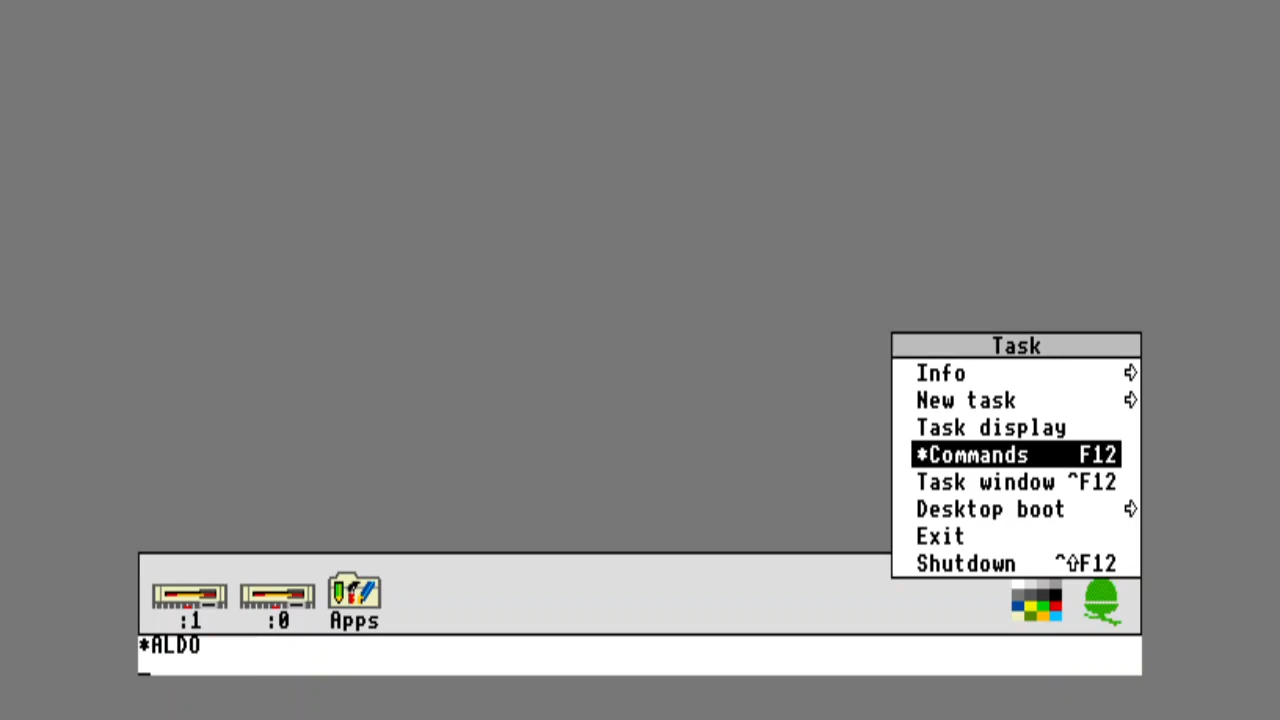 Task
Info
New task
Task display
*Commands F12
Task window ^F12
Desktop boot
Exit
Shutdown ^⇧F12
:1 :0 Apps
*ALDO